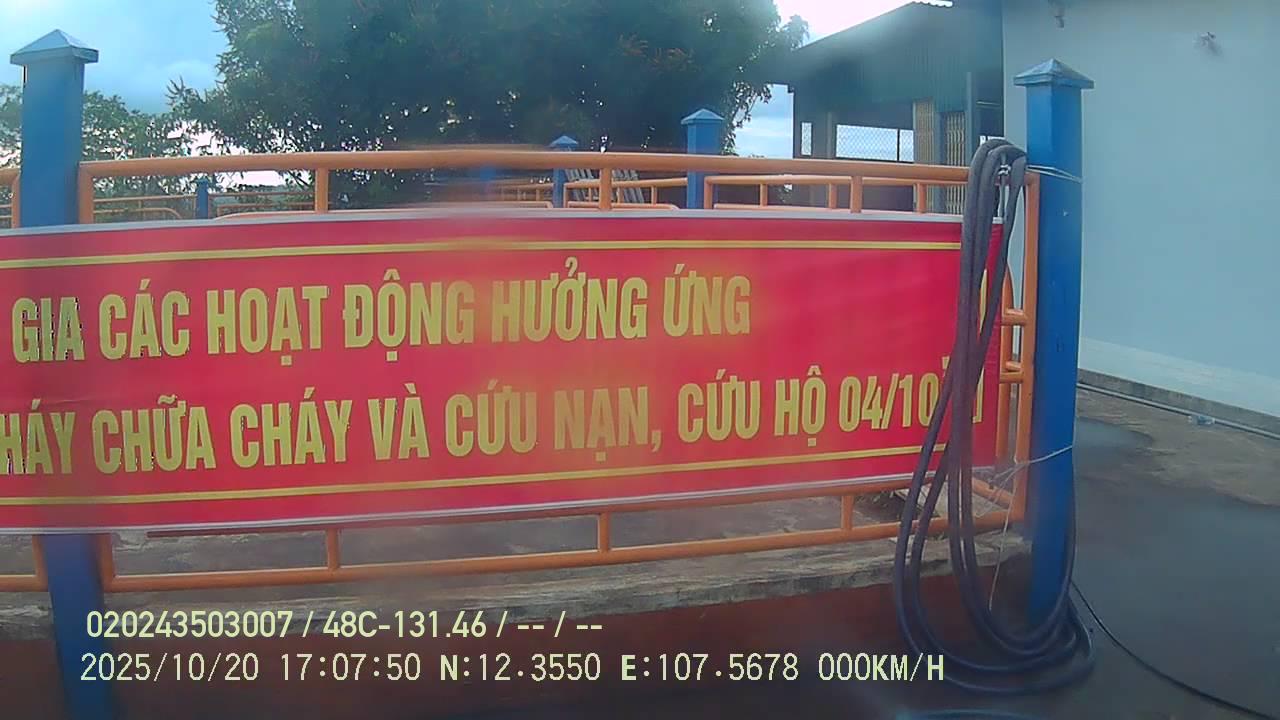 GIA CÁC HOẠT ĐỘNG HƯỞNG ỨNG
HÁY CHỮA CHÁY VÀ CỨU NẠN, CỨU HỘ 04/10
020243503007 / 48C-131.46 / -- / --
2025/10/20 17:07:50 N:12.3550 E:107.5678 000KM/H